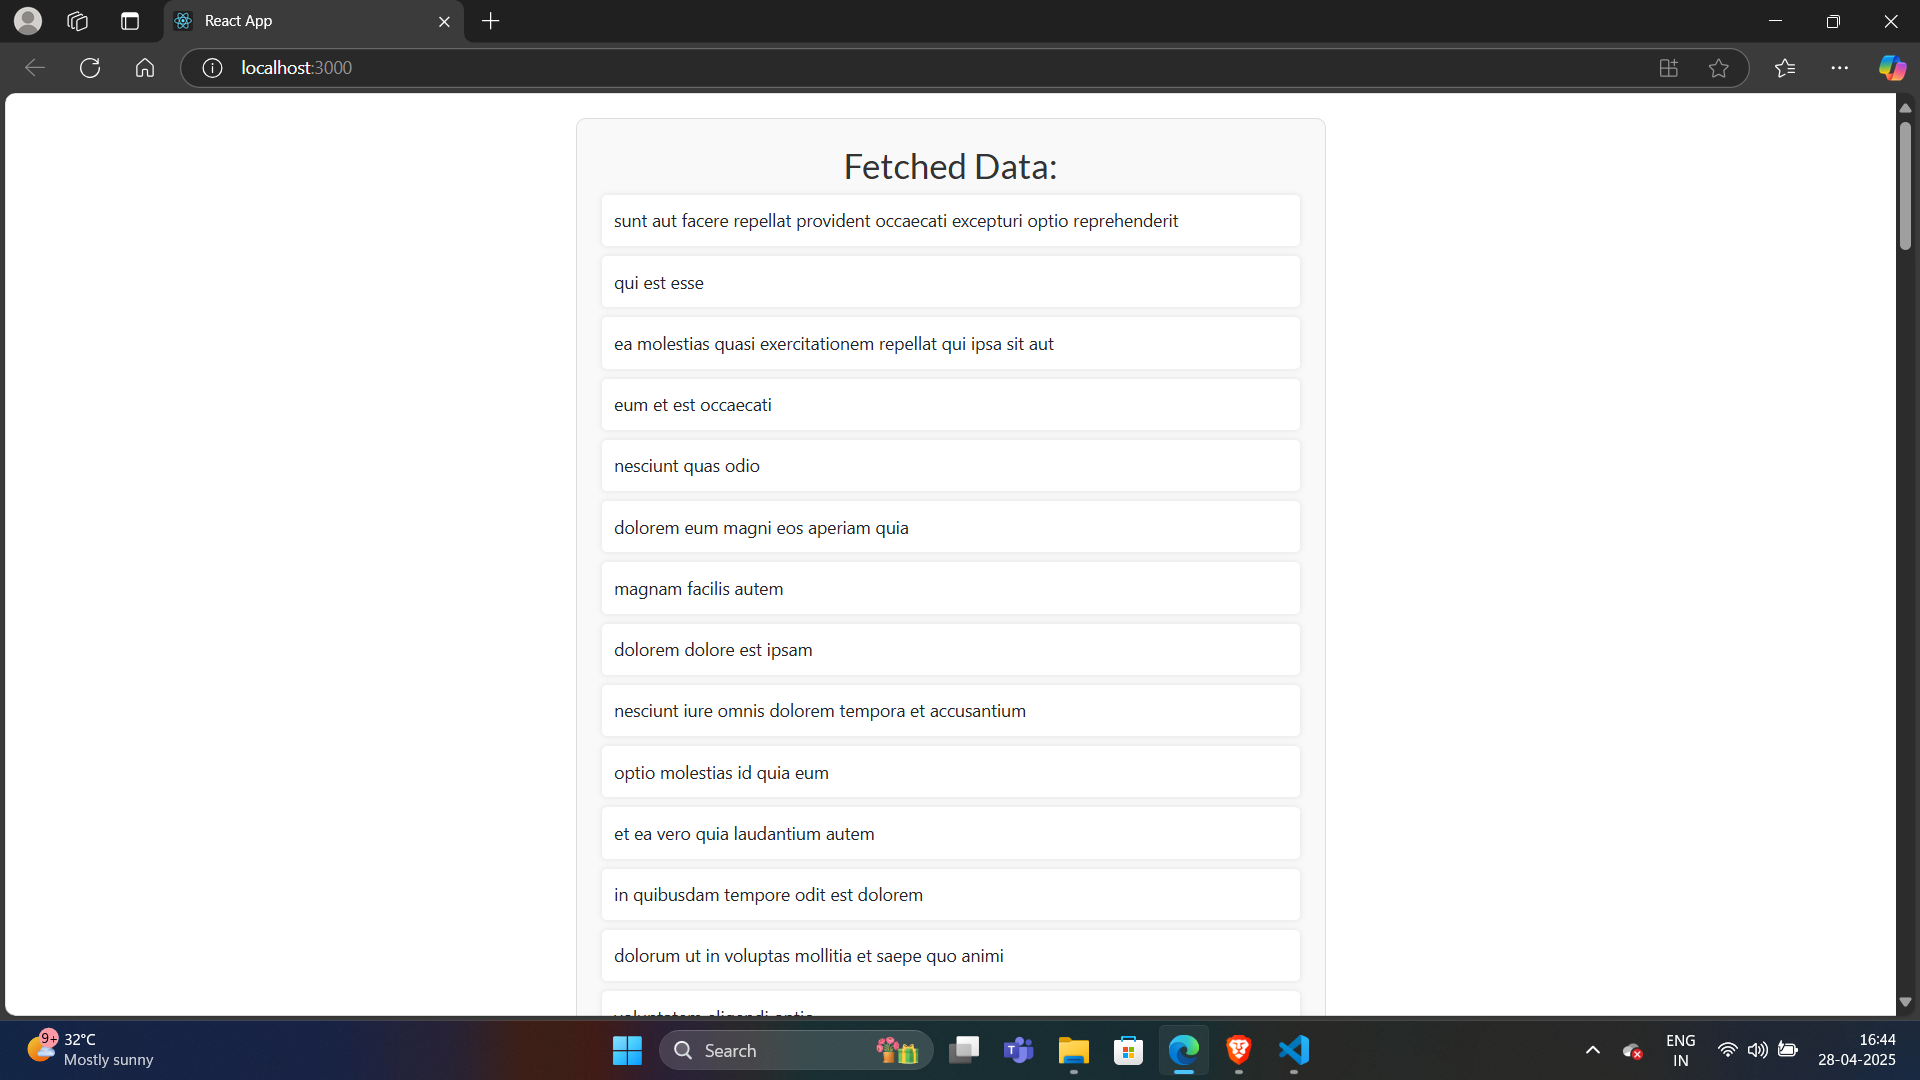 React App
localhost:3000
Fetched Data:
sunt aut facere repellat provident occaecati excepturi optio reprehenderit
qui est esse
ea molestias quasi exercitationem repellat qui ipsa sit aut
eum et est occaecati
nesciunt quas odio
dolorem eum magni eos aperiam quia
magnam facilis autem
dolorem dolore est ipsam
nesciunt iure omnis dolorem tempora et accusantium
optio molestias id quia eum
et ea vero quia laudantium autem
in quibusdam tempore odit est dolorem
dolorum ut in voluptas mollitia et saepe quo animi
voluptatem eligendi optio
9+
32°C
Mostly sunny
Search
ENG
IN
16:44
28-04-2025